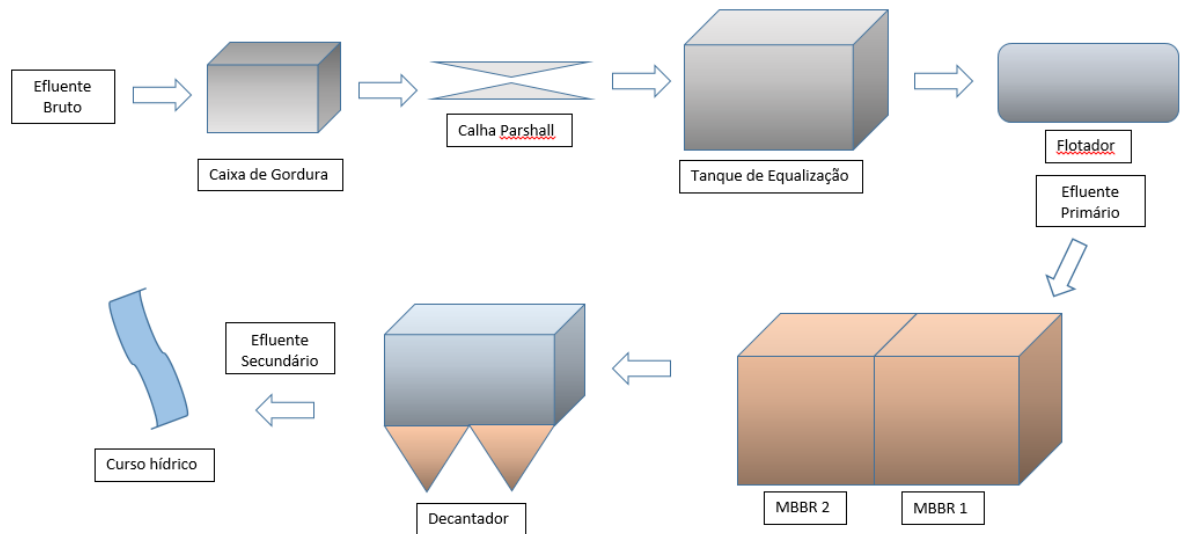 Efluente
Bruto
Caixa de Gordura
Calha Parshall
Tanque de Equalização
Flotador
Efluente
Primário
MBBR 1
MBBR 2
Decantador
Efluente
Secundário
Curso hídrico